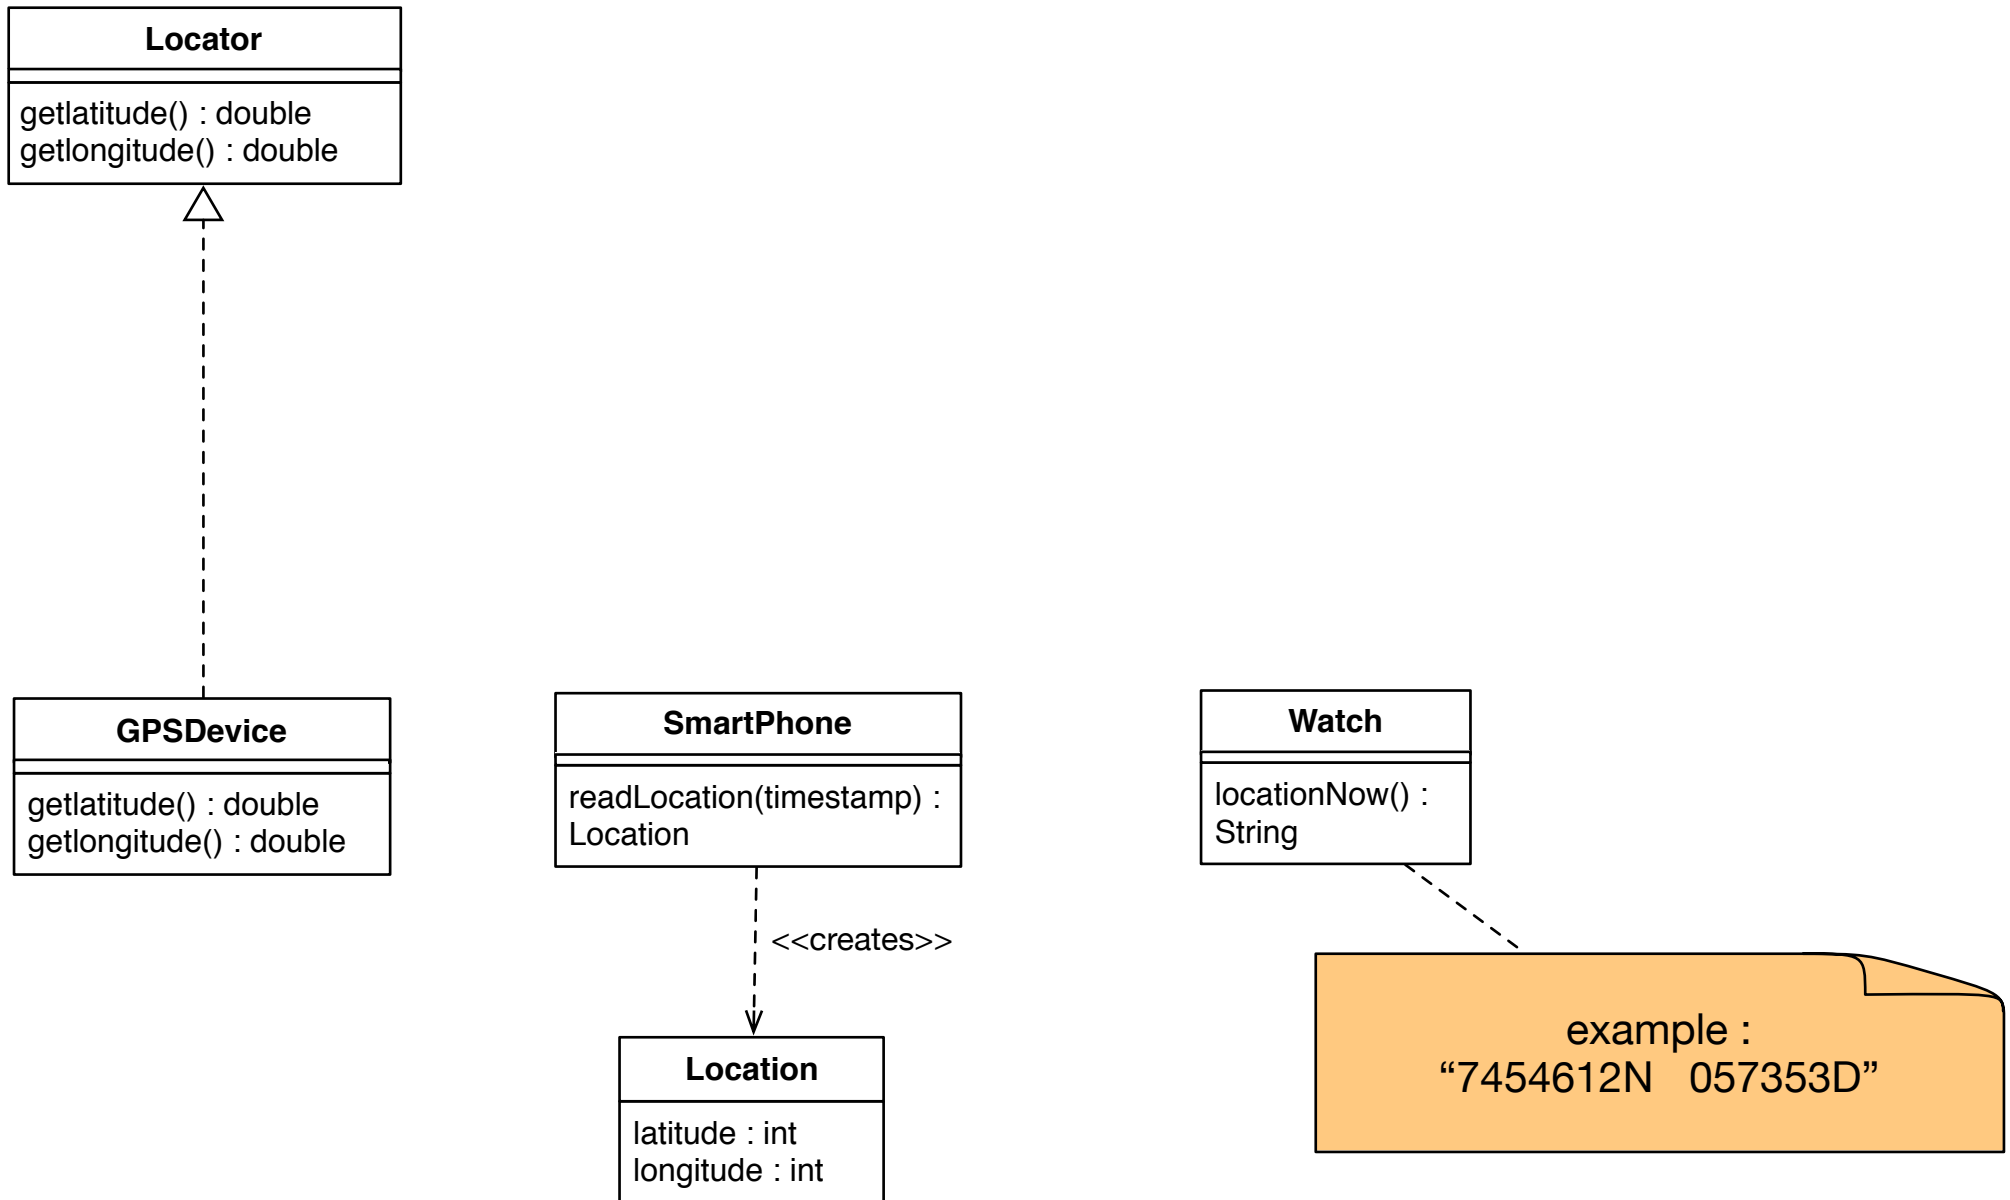 Locator
getlatitude() : double
getlongitude() : double
GPSDevice
getlatitude() : double
getlongitude() : double
SmartPhone
readLocation(timestamp) :
Location
<<creates>>
Location
latitude : int
longitude : int
Watch
locationNow() :
String
example :
“7454612N   057353D”